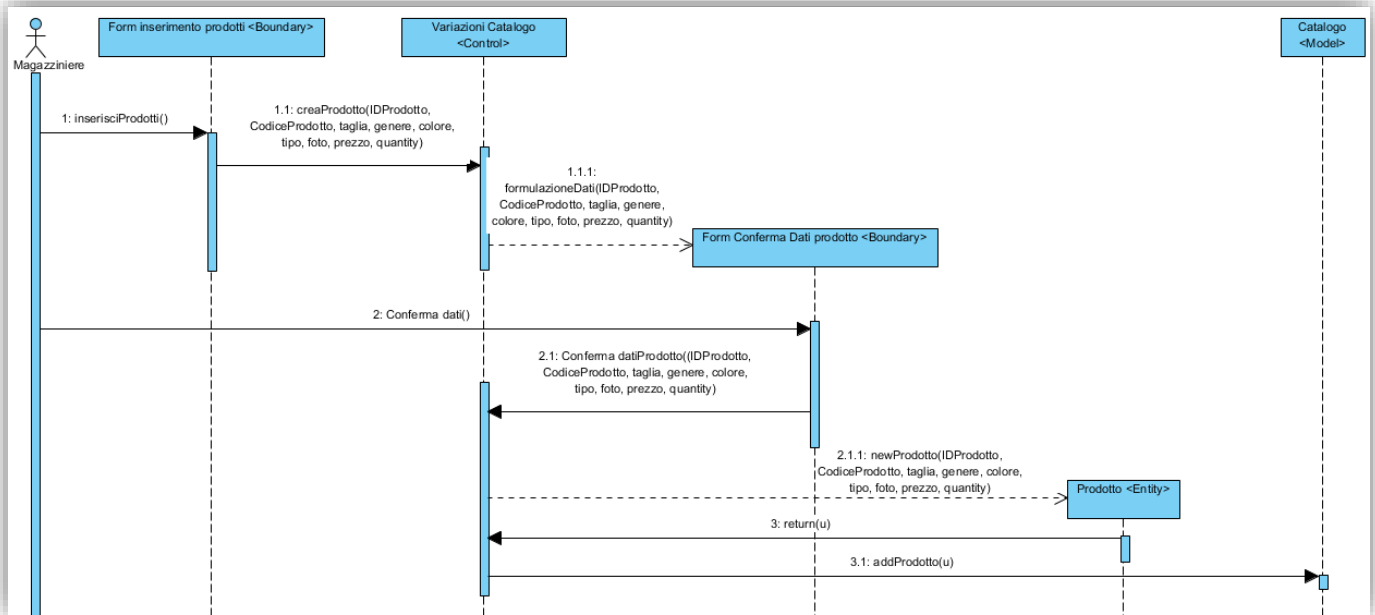 Form inserimento prodotti <Boundary>
Variazioni Catalogo
<Control>
Catalogo
<Model>
Magazziniere
1: inserisciProdotti()
1.1: creaProdotto(IDProdotto,
CodiceProdotto, taglia, genere, colore,
tipo, foto, prezzo, quantity)
1.1.1:
formulazioneDati(IDProdotto,
CodiceProdotto, taglia, genere,
colore, tipo, foto, prezzo, quantity)
Form Conferma Dati prodotto <Boundary>
2: Conferma dati()
2.1: Conferma datiProdotto((IDProdotto,
CodiceProdotto, taglia, genere, colore,
tipo, foto, prezzo, quantity)
2.1.1: newProdotto(IDProdotto,
CodiceProdotto, taglia, genere, colore,
tipo, foto, prezzo, quantity)
Prodotto <Entity>
3: return(u)
3.1: addProdotto(u)